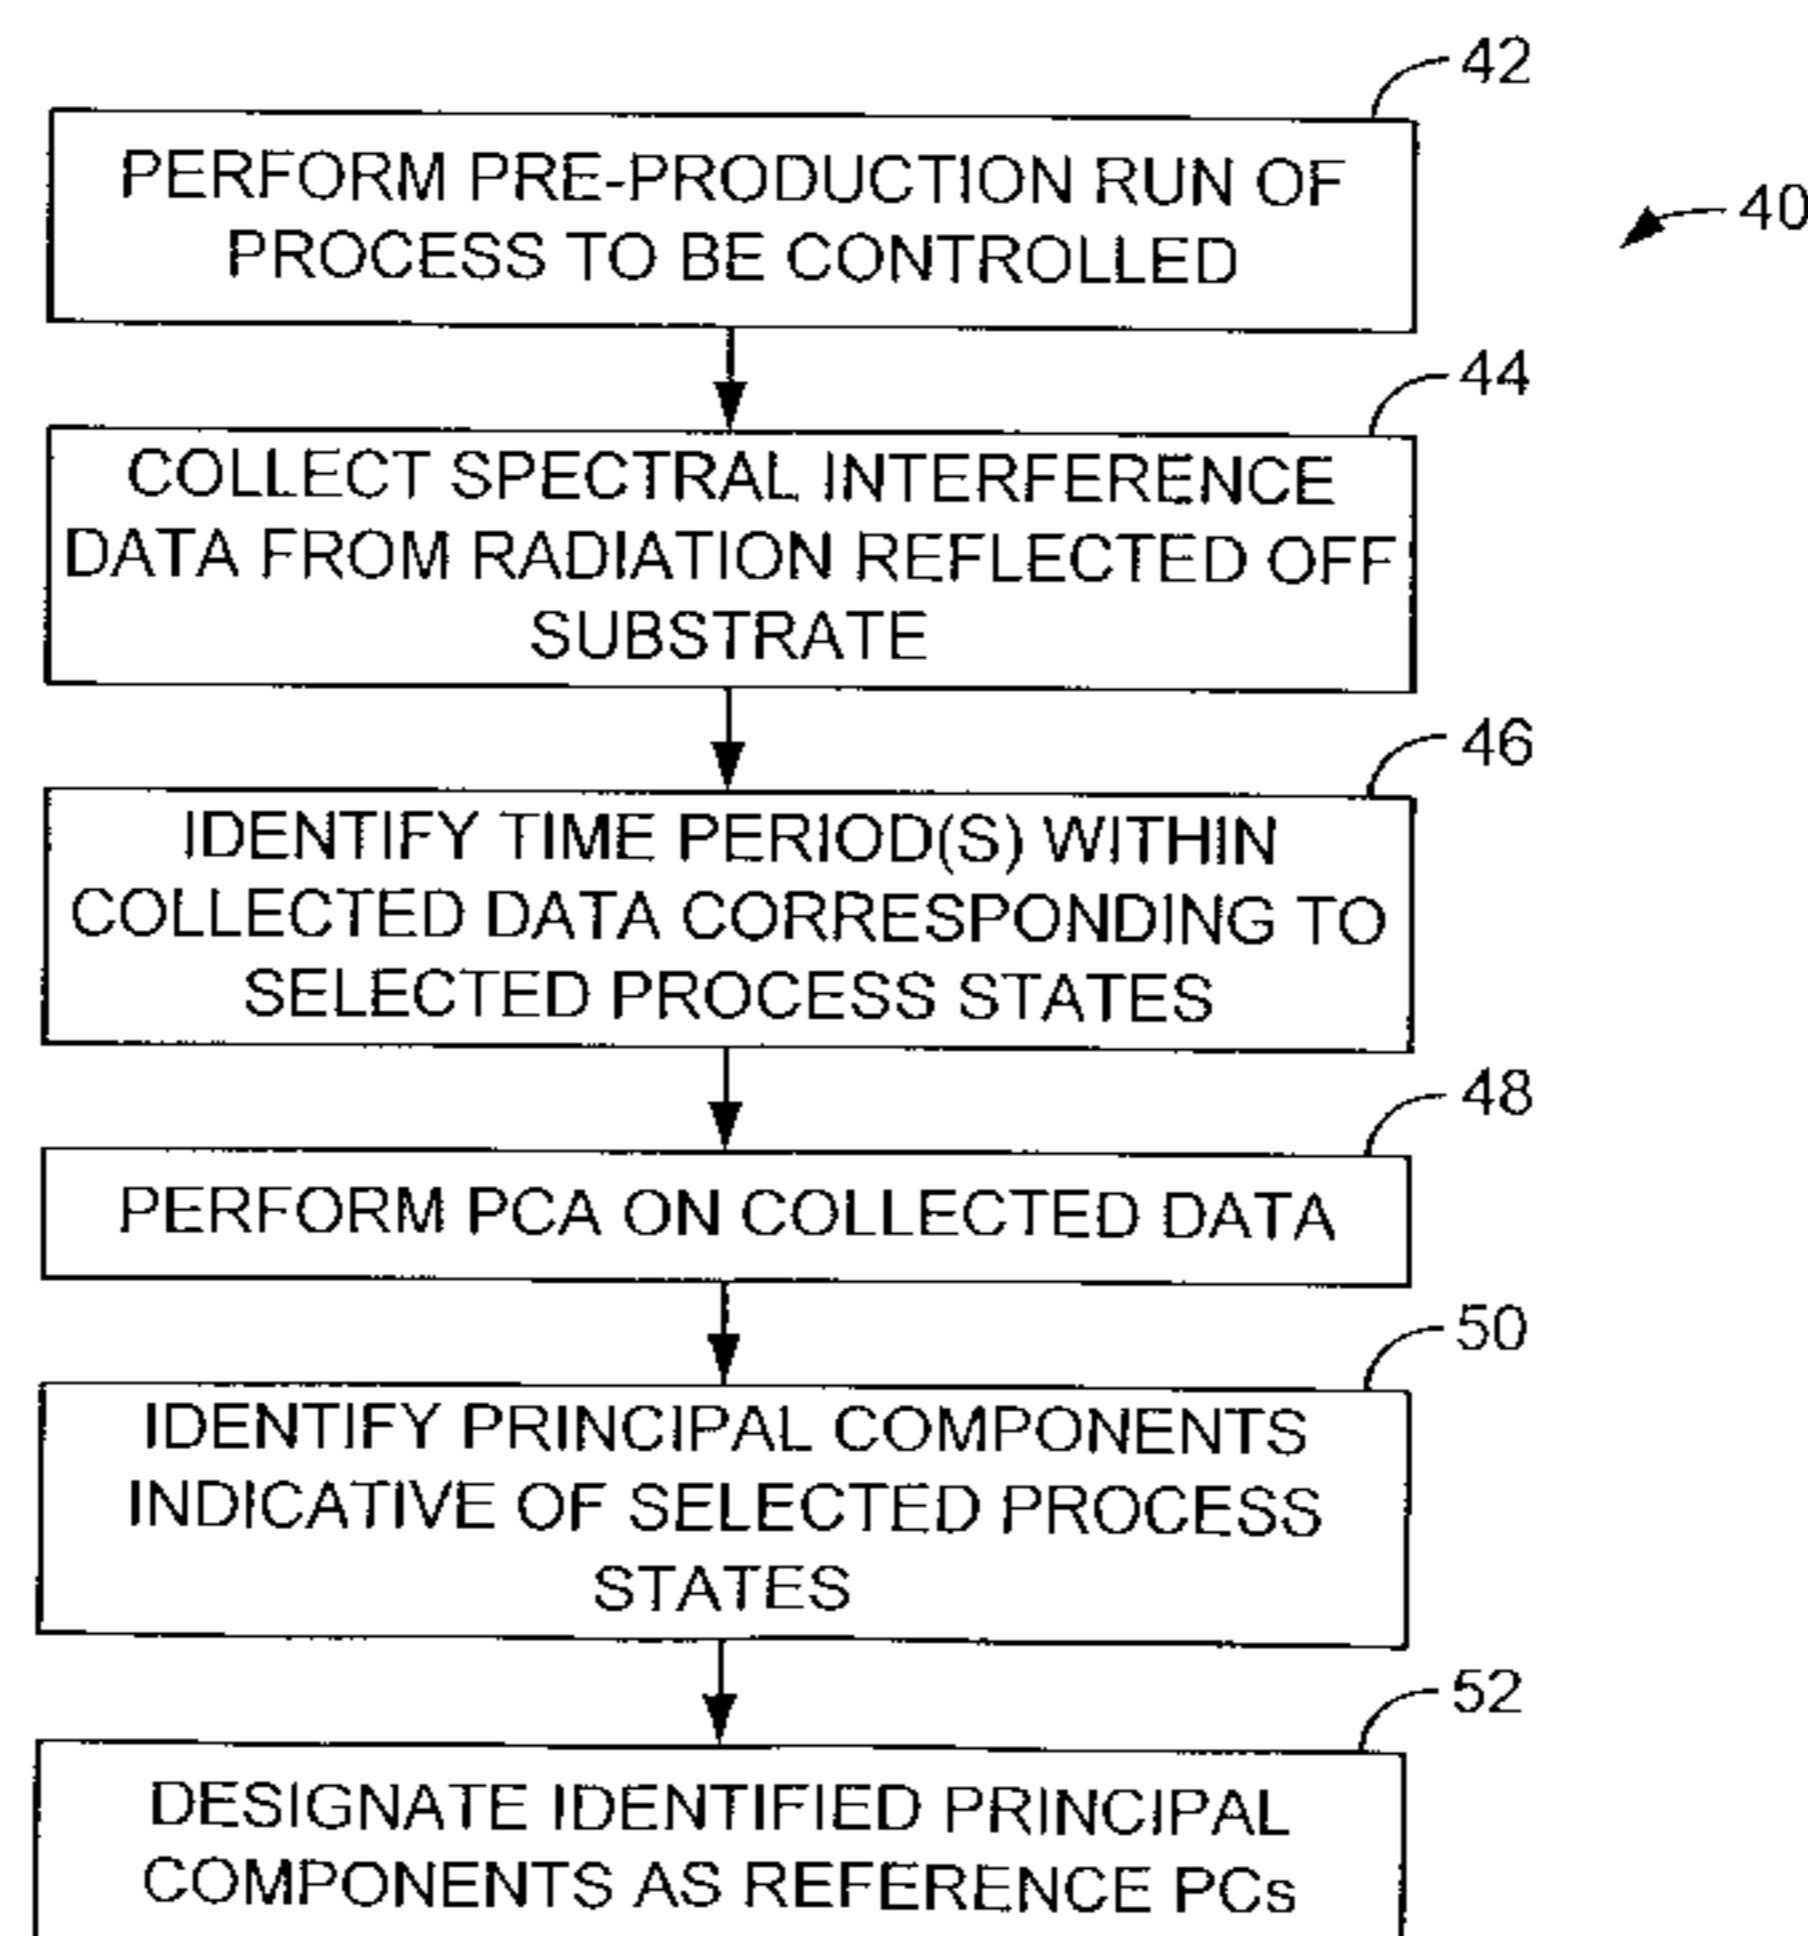 42
PERFORM PRE-PRODUCTION RUN OF
PROCESS TO BE CONTROLLED
40
44
COLLECT SPECTRAL INTERFERENCE
DATA FROM RADIATION REFLECTED OFF
SUBSTRATE
46
IDENTIFY TIME PERIOD(S) WITHIN
COLLECTED DATA CORRESPONDING TO
SELECTED PROCESS STATES
48
PERFORM PCA ON COLLECTED DATA
50
IDENTIFY PRINCIPAL COMPONENTS
INDICATIVE OF SELECTED PROCESS
STATES
52
DESIGNATE IDENTIFIED PRINCIPAL
COMPONENTS AS REFERENCE PCs